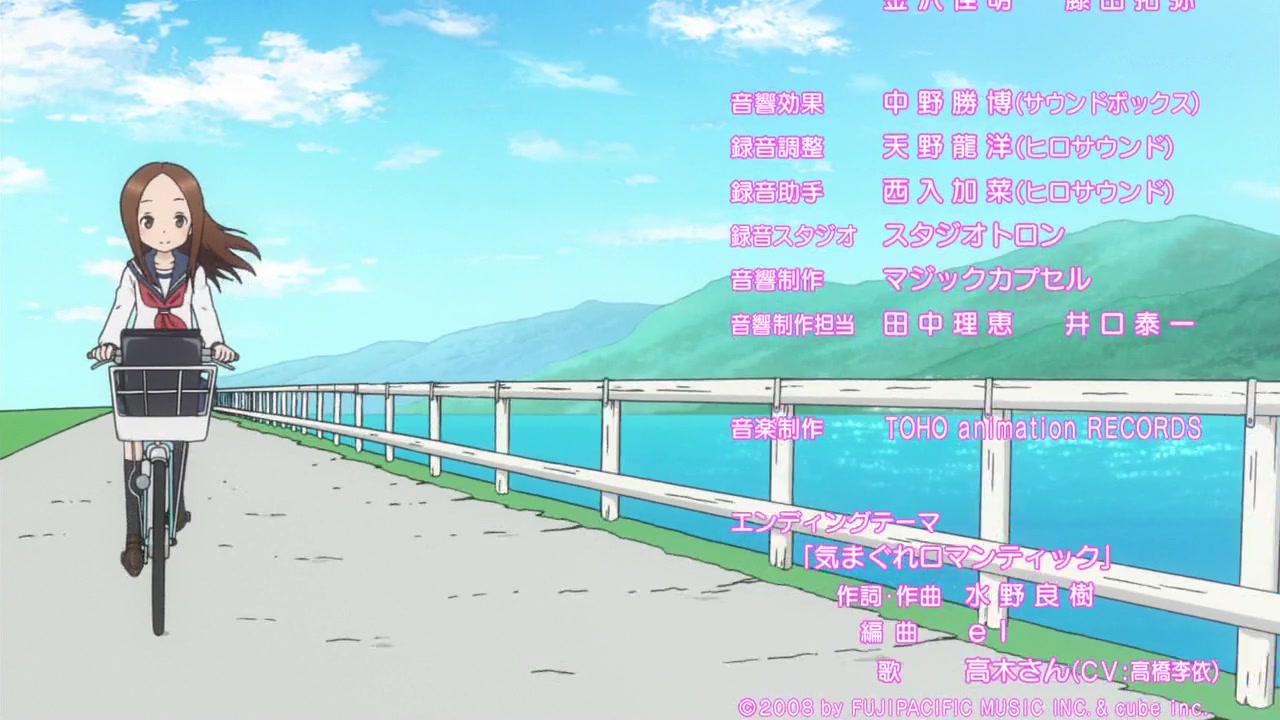 音響効果 中野勝博(サウンドボックス)
録音調整 天野龍洋(ヒロサウンド)
録音助手 西入加菜(ヒロサウンド)
録音スタジオ スタジオトロン
音響制作 マジックカプセル
音響制作担当 田中理恵 井口泰一
音楽制作 TOHO animation RECORDS
エンディングテーマ
「気まぐれロマンティック」
作詞・作曲 水野良樹
編曲 eI
歌 高木さん(CV:高橋李依)
©2008 by FUJIPACIFIC MUSIC INC. & cube inc.